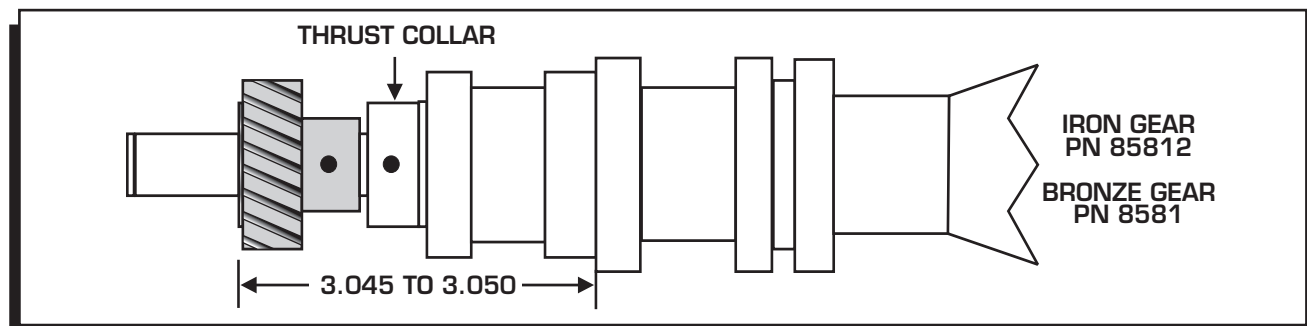 THRUST COLLAR
IRON GEAR
PN 85812
BRONZE GEAR
PN 8581
3.045 TO 3.050